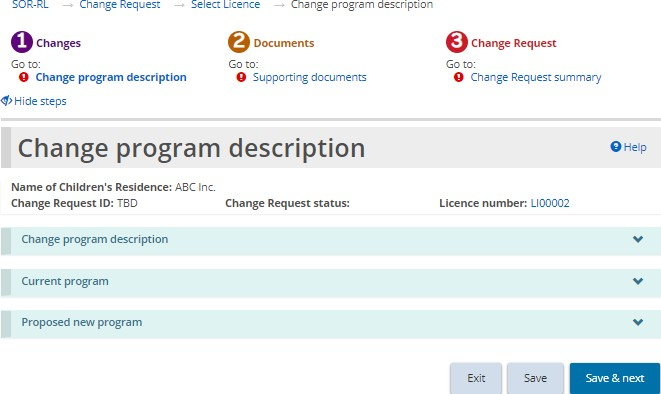 SOR-RL → Change Request → Select Licence → Change program description
1 Changes 2 Documents 3 Change Request
Go to: Go to: Go to:
Change program description Supporting documents Change Request summary
Hide steps
Change program description Help
Name of Children's Residence: ABC Inc.
Change Request ID: TBD Change Request status: Licence number: LI00002
Change program description
Current program
Proposed new program
Exit Save Save & next